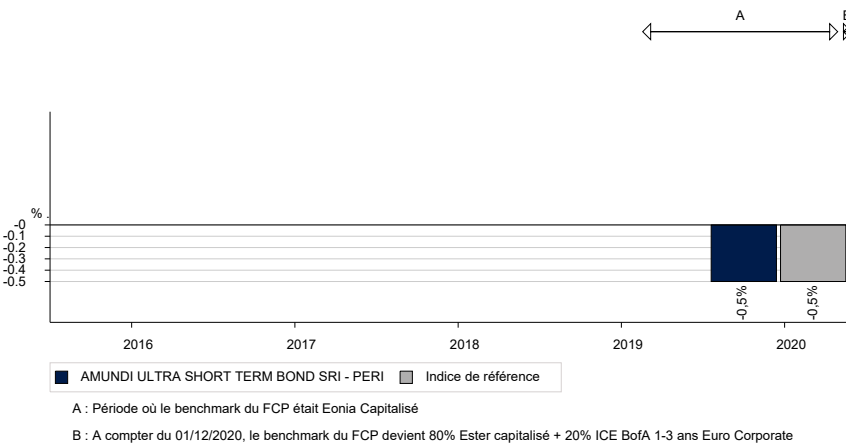 A
B
% .
-0
-0.1
-0.2
-0.3
-0.4
-0.5
-0,5%
-0,5%
2016 2017 2018 2019 2020
AMUNDI ULTRA SHORT TERM BOND SRI - PERI Indice de référence
A : Période où le benchmark du FCP était Eonia Capitalisé
B : A compter du 01/12/2020, le benchmark du FCP devient 80% Ester capitalisé + 20% ICE BofA 1-3 ans Euro Corporate